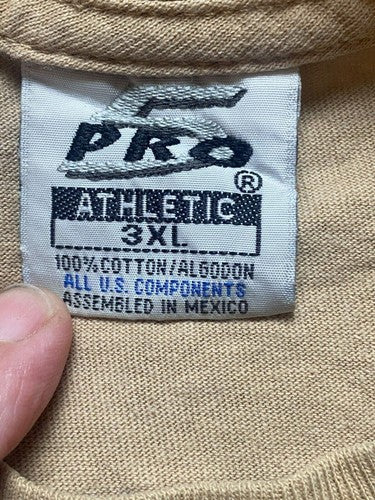 PRO
®
ATHLETIC
3XL
100% COTTON/ALGODON
ALL U.S. COMPONENTS
ASSEMBLED IN MEXICO